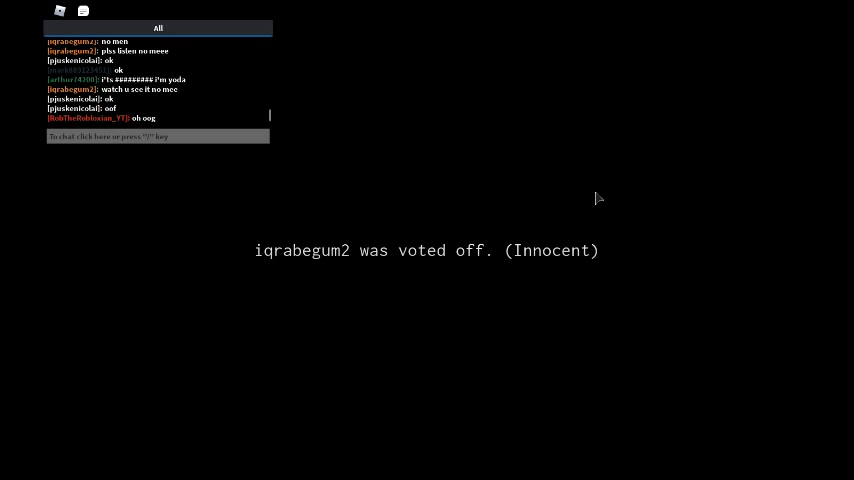 All
[iqrabegum2]: no men
[iqrabegum2]: plss listen no meee
[pjuskenicolai]: ok
ok
[arthur74200]: i'ts ######### i'm yoda
[iqrabegum2]: watch u see it no mee
[pjuskenicolai]: ok
[pjuskenicolai]: oof
[RobTheRobloxian_YT]: oh oog
To chat click here or press "/" key
iqrabegum2 was voted off. (Innocent)